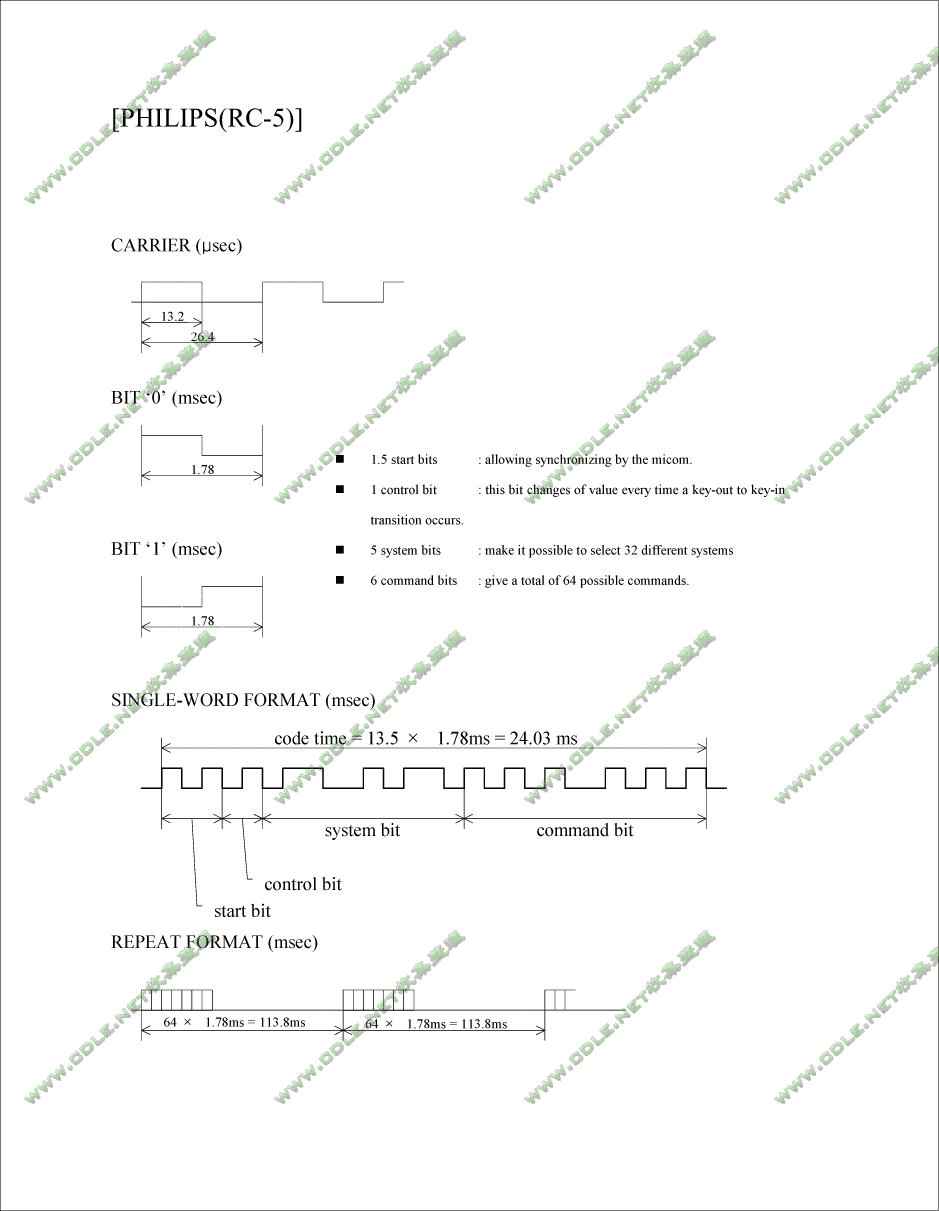 [PHILIPS(RC-5)]
CARRIER (μsec)
13.2
26.4
BIT ‘0’ (msec)
1.78
■ 1.5 start bits : allowing synchronizing by the micom.
■ 1 control bit : this bit changes of value every time a key-out to key-in
transition occurs.
■ 5 system bits : make it possible to select 32 different systems
■ 6 command bits : give a total of 64 possible commands.
BIT ‘1’ (msec)
1.78
SINGLE-WORD FORMAT (msec)
code time = 13.5 × 1.78ms = 24.03 ms
system bit
command bit
control bit
start bit
REPEAT FORMAT (msec)
64 × 1.78ms = 113.8ms
64 × 1.78ms = 113.8ms